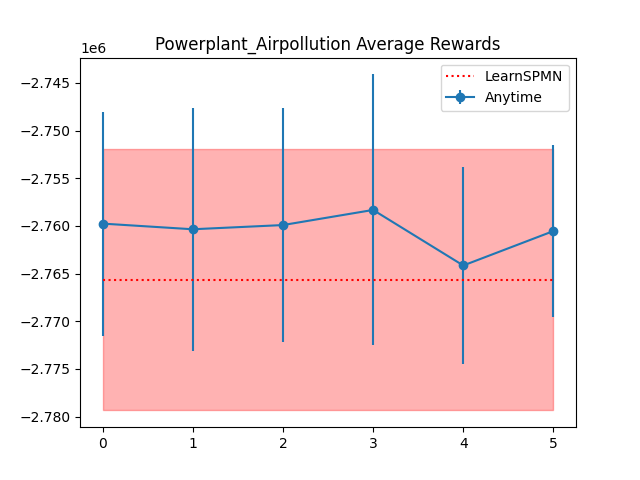 Powerplant_Airpollution Average Rewards
1e6
LearnSPMN
Anytime
−2.745
−2.750
−2.755
−2.760
−2.765
−2.770
−2.775
−2.780
0 1 2 3 4 5